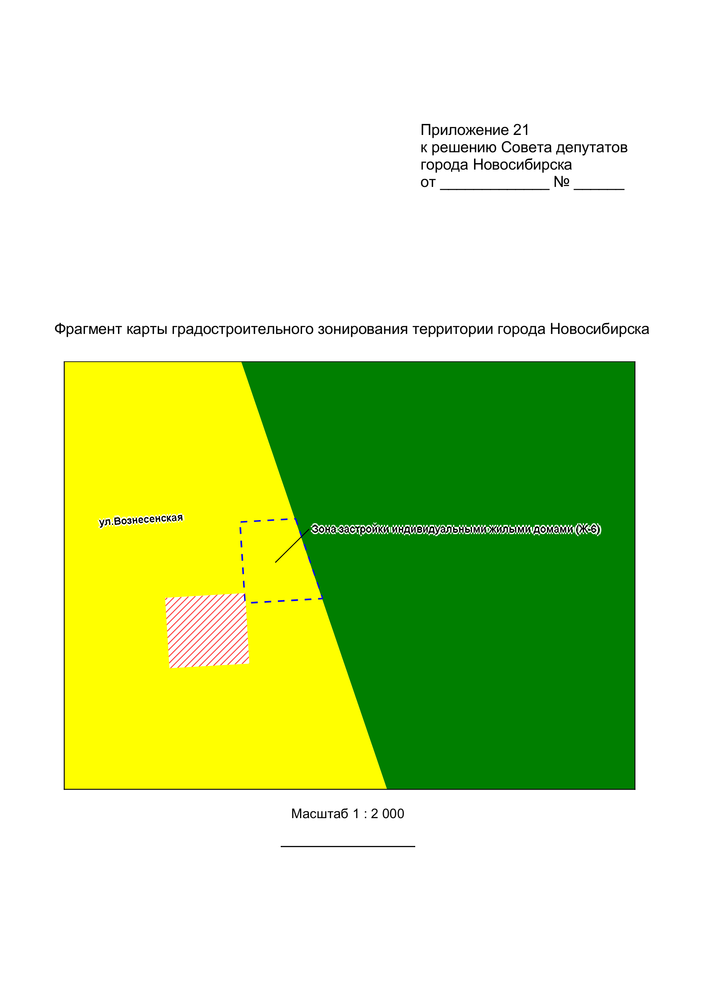 Приложение 21
к решению Совета депутатов
города Новосибирска
от _____________ № ______
Фрагмент карты градостроительного зонирования территории города Новосибирска
ул.Вознесенская
Зона застройки индивидуальными жилыми домами (Ж-6)
Масштаб 1 : 2 000